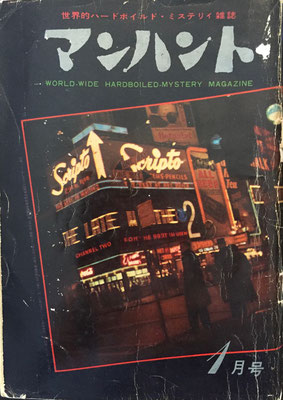 世界的ハードボイルド・ミステリイ雑誌
マンハント
WORLD-WIDE HARDBOILED-MYSTERY MAGAZINE
Scripto
Scripto
PENCILS
THE LATE
THE
2
CHANNEL TWO
1月号